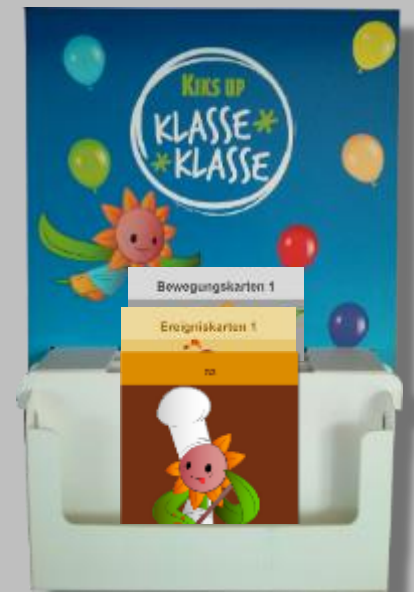 KIKS UP
KLASSE*
*KLASSE
Bewegungskarten 1
Ereigniskarten 1